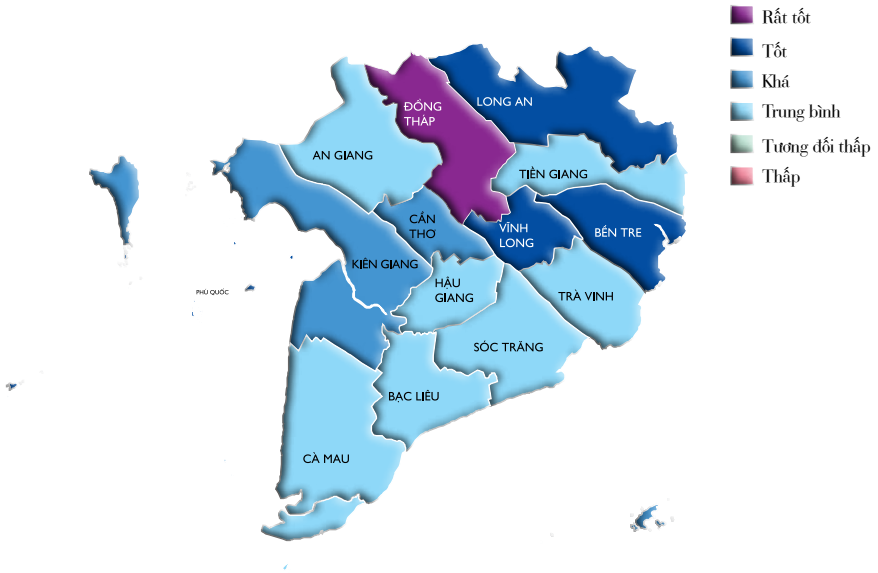 Rất tốt
Tốt
Khá
Trung bình
Tương đối thấp
Thấp
LONG AN
ĐỒNG
THÁP
AN GIANG
TIỀN GIANG
CẦN
THƠ
VĨNH
LONG
BẾN TRE
KIÊN GIANG
HẬU
GIANG
TRÀ VINH
PHÚ QUỐC
SÓC TRĂNG
BẠC LIÊU
CÀ MAU